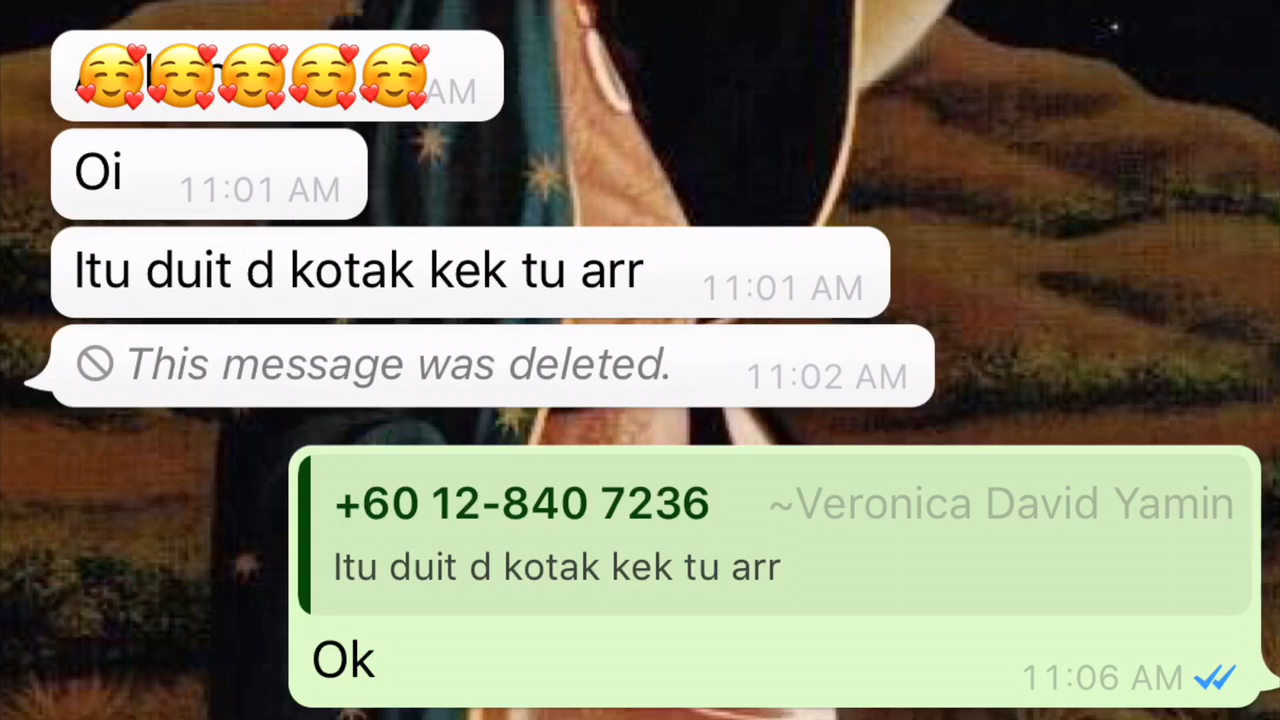 🥰🥰🥰🥰🥰 AM
Oi 11:01 AM
Itu duit d kotak kek tu arr 11:01 AM
This message was deleted. 11:02 AM
+60 12-840 7236 ~Veronica David Yamin
Itu duit d kotak kek tu arr
Ok
11:06 AM